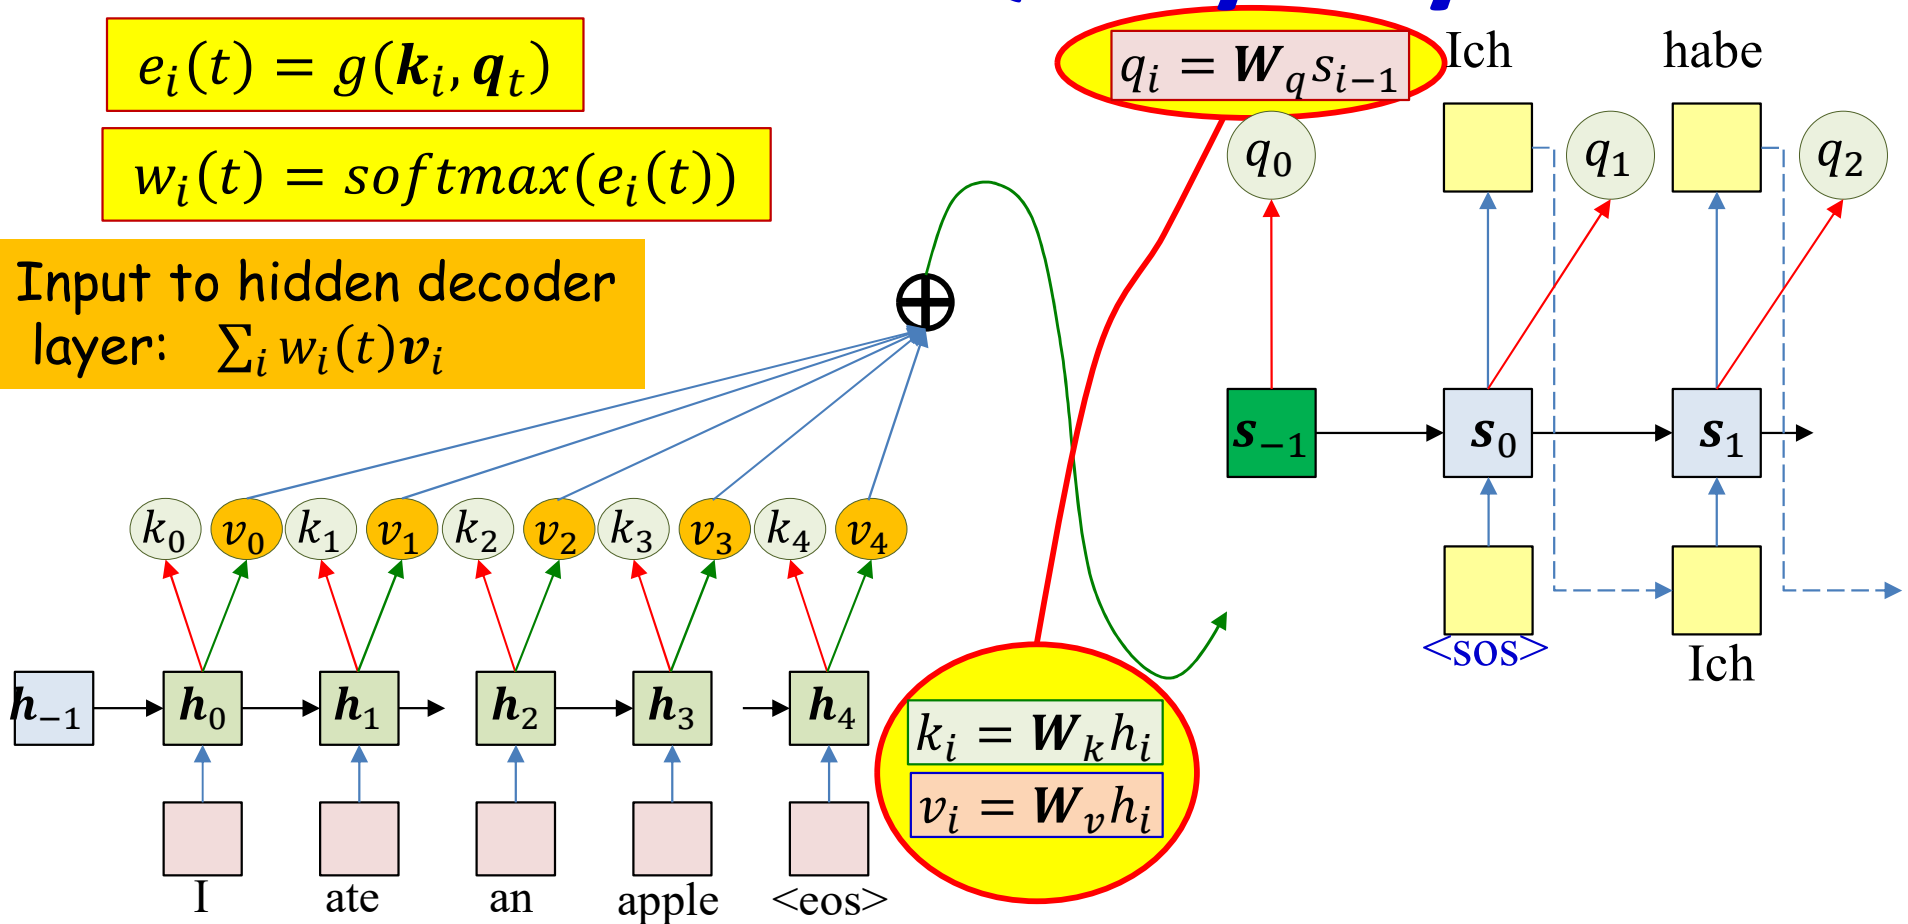 e_i(t) = g(k_i, q_t)
w_i(t) = softmax(e_i(t))
Input to hidden decoder
layer: ∑_i w_i(t)v_i
q_i = W_q s_{i−1}
Ich
habe
q_0
q_1
q_2
s_{−1}
s_0
s_1
k_0
v_0
k_1
v_1
k_2
v_2
k_3
v_3
k_4
v_4
<sos>
Ich
h_{−1}
h_0
h_1
h_2
h_3
h_4
k_i = W_k h_i
v_i = W_v h_i
I
ate
an
apple
<eos>